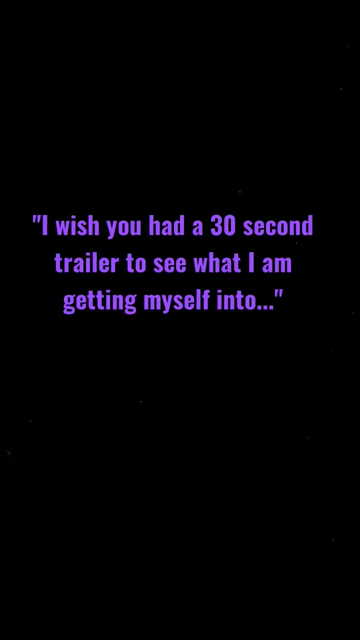 "I wish you had a 30 second
trailer to see what I am
getting myself into..."